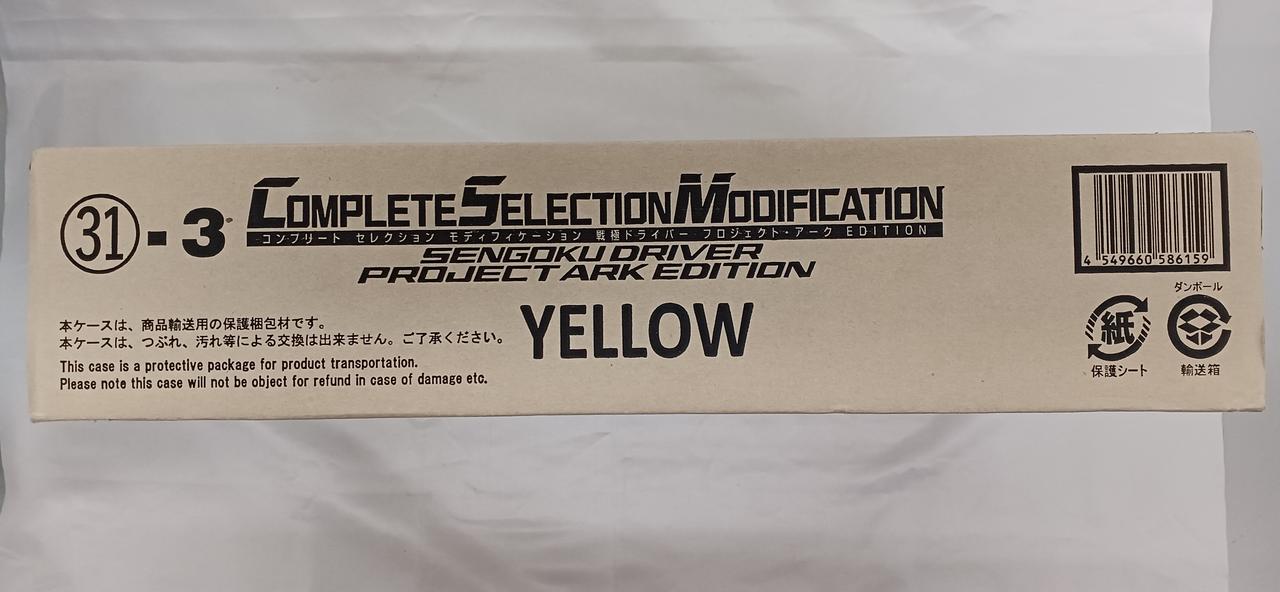 31 - 3
COMPLETE SELECTION MODIFICATION
コンプリート セレクション モディフィケーション 戦極ドライバー プロジェクト・アーク EDITION
SENGOKU DRIVER
PROJECT ARK EDITION
YELLOW
本ケースは、商品輸送用の保護梱包材です。
本ケースは、つぶれ、汚れ等による交換は出来ません。ご了承ください。
This case is a protective package for product transportation.
Please note this case will not be object for refund in case of damage etc.
4 549660 586159
紙
保護シート
ダンボール
輸送箱